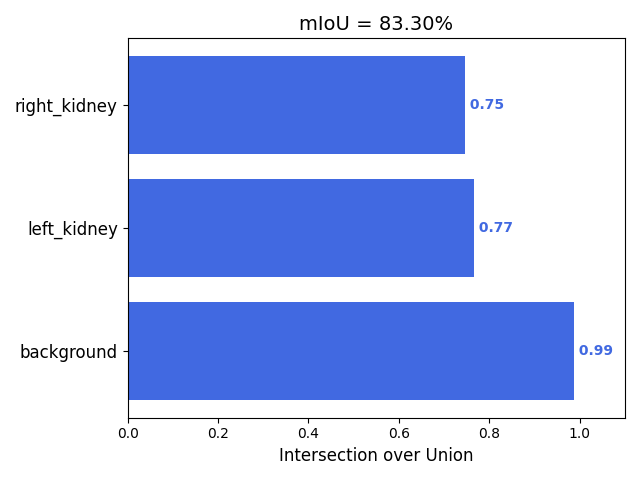 mIoU = 83.30%
right_kidney
0.75
left_kidney
0.77
background
0.99
0.0 0.2 0.4 0.6 0.8 1.0
Intersection over Union